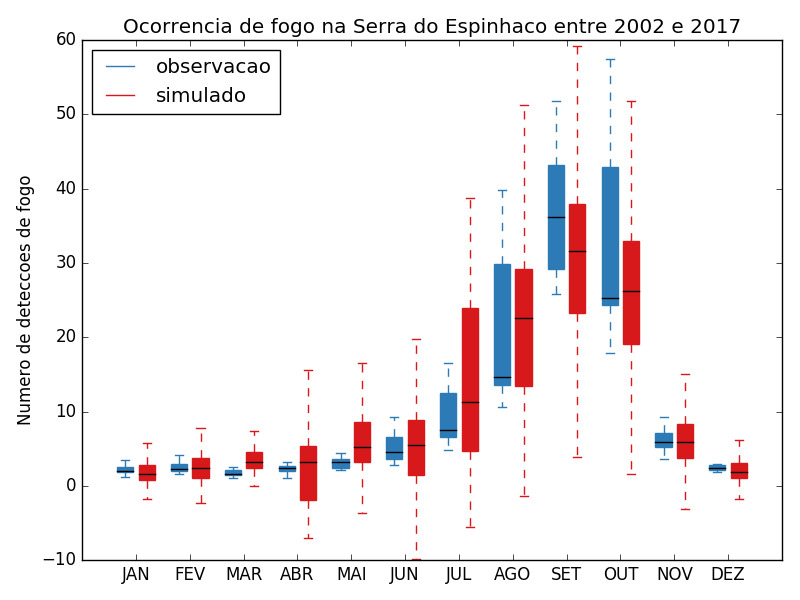 Ocorrencia de fogo na Serra do Espinhaco entre 2002 e 2017
observacao
simulado
Numero de deteccoes de fogo
60
50
40
30
20
10
0
−10
JAN FEV MAR ABR MAI JUN JUL AGO SET OUT NOV DEZ